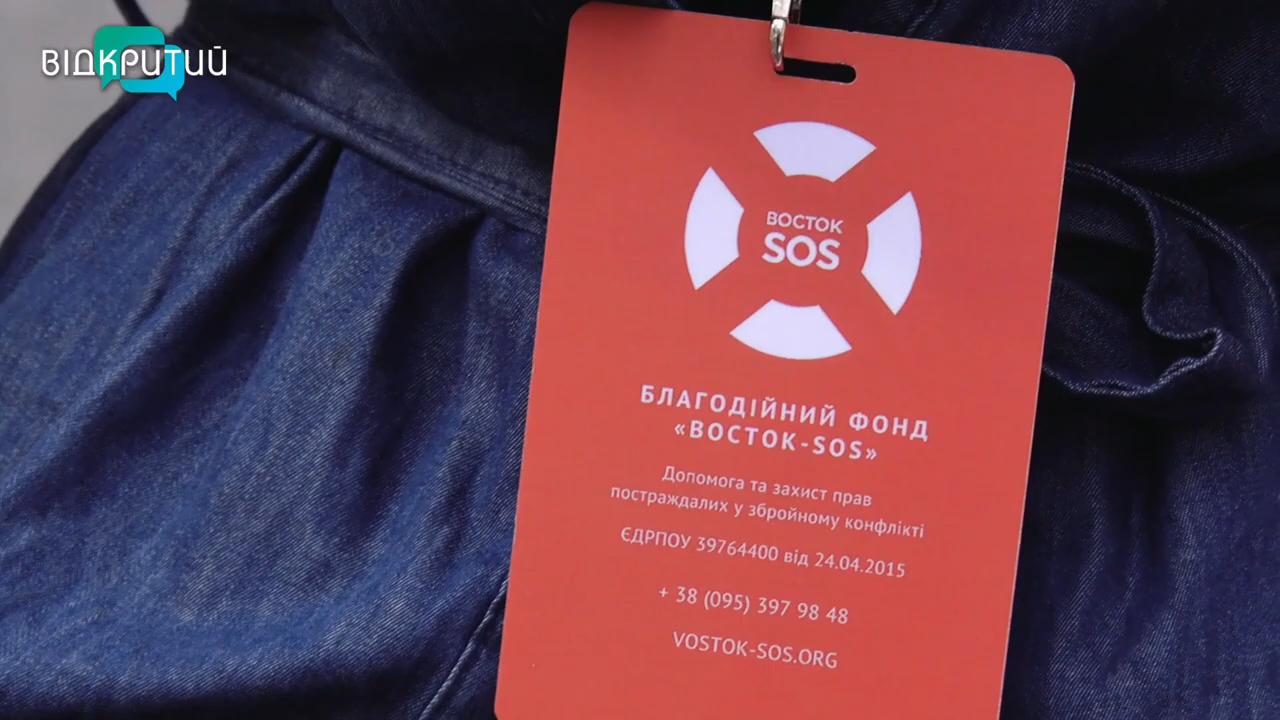 ВІДКРИТИЙ
ВОСТОК
SOS
БЛАГОДІЙНИЙ ФОНД
«ВОСТОК-SOS»
Допомога та захист прав
постраждалих у збройному конфлікті
ЄДРПОУ 39764400 від 24.04.2015
+ 38 (095) 397 98 48
VOSTOK-SOS.ORG